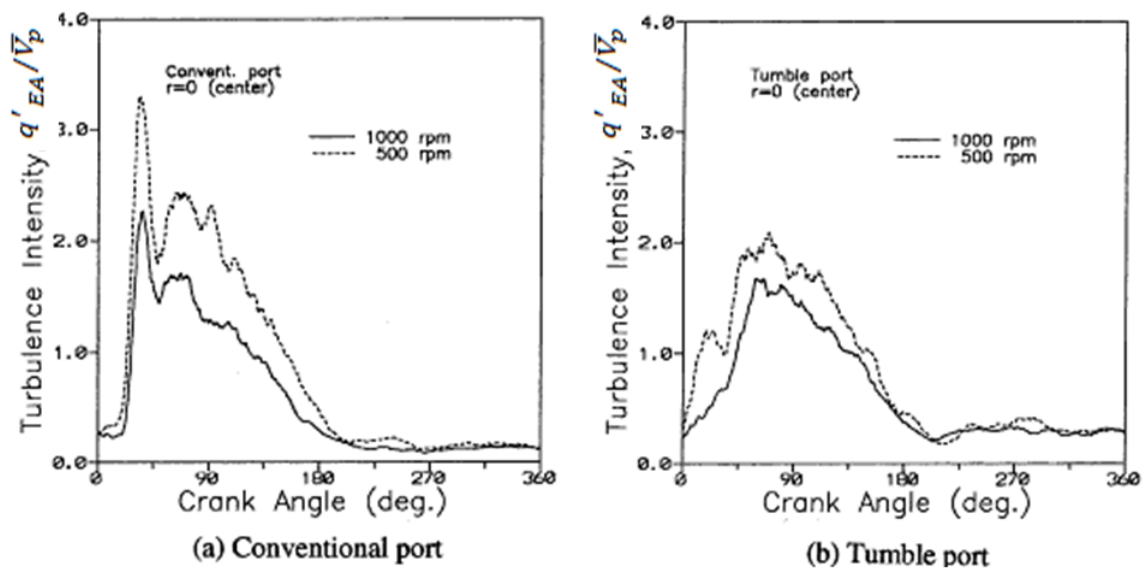 Turbulence Intensity, q′EA/V̅p
4.0
3.0
2.0
1.0
0.0
Convent. port
r=0 (center)
1000 rpm
500 rpm
0 90 180 270 360
Crank Angle (deg.)
(a) Conventional port
Turbulence Intensity, q′EA/V̅p
4.0
3.0
2.0
1.0
0.0
Tumble port
r=0 (center)
1000 rpm
500 rpm
0 90 180 270 360
Crank Angle (deg.)
(b) Tumble port